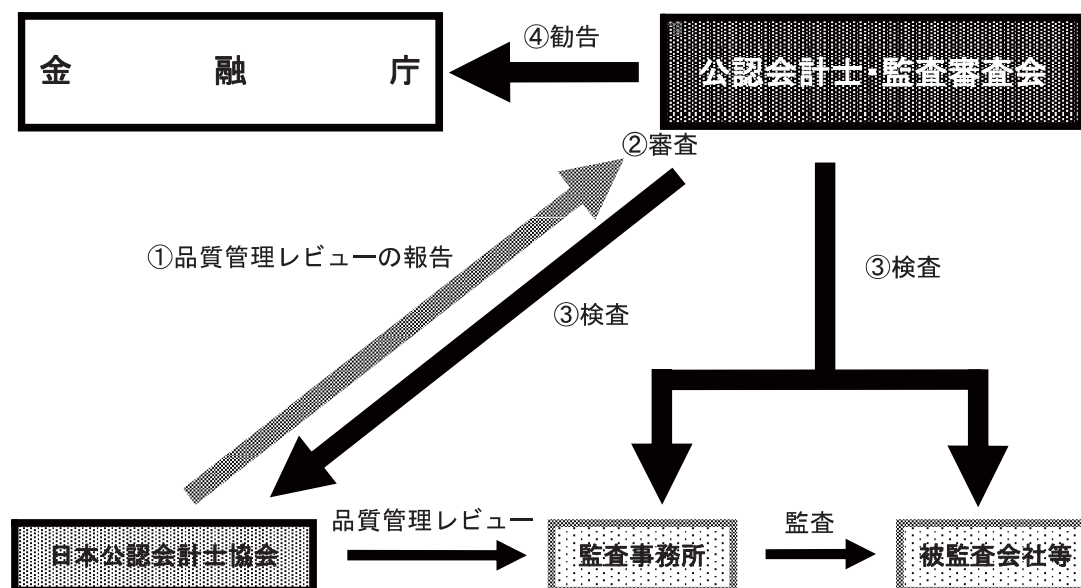 ④勧告
金融庁
公認会計士・監査審査会
②審査
①品質管理レビューの報告
③検査
③検査
品質管理レビュー
監査
日本公認会計士協会
監査事務所
被監査会社等